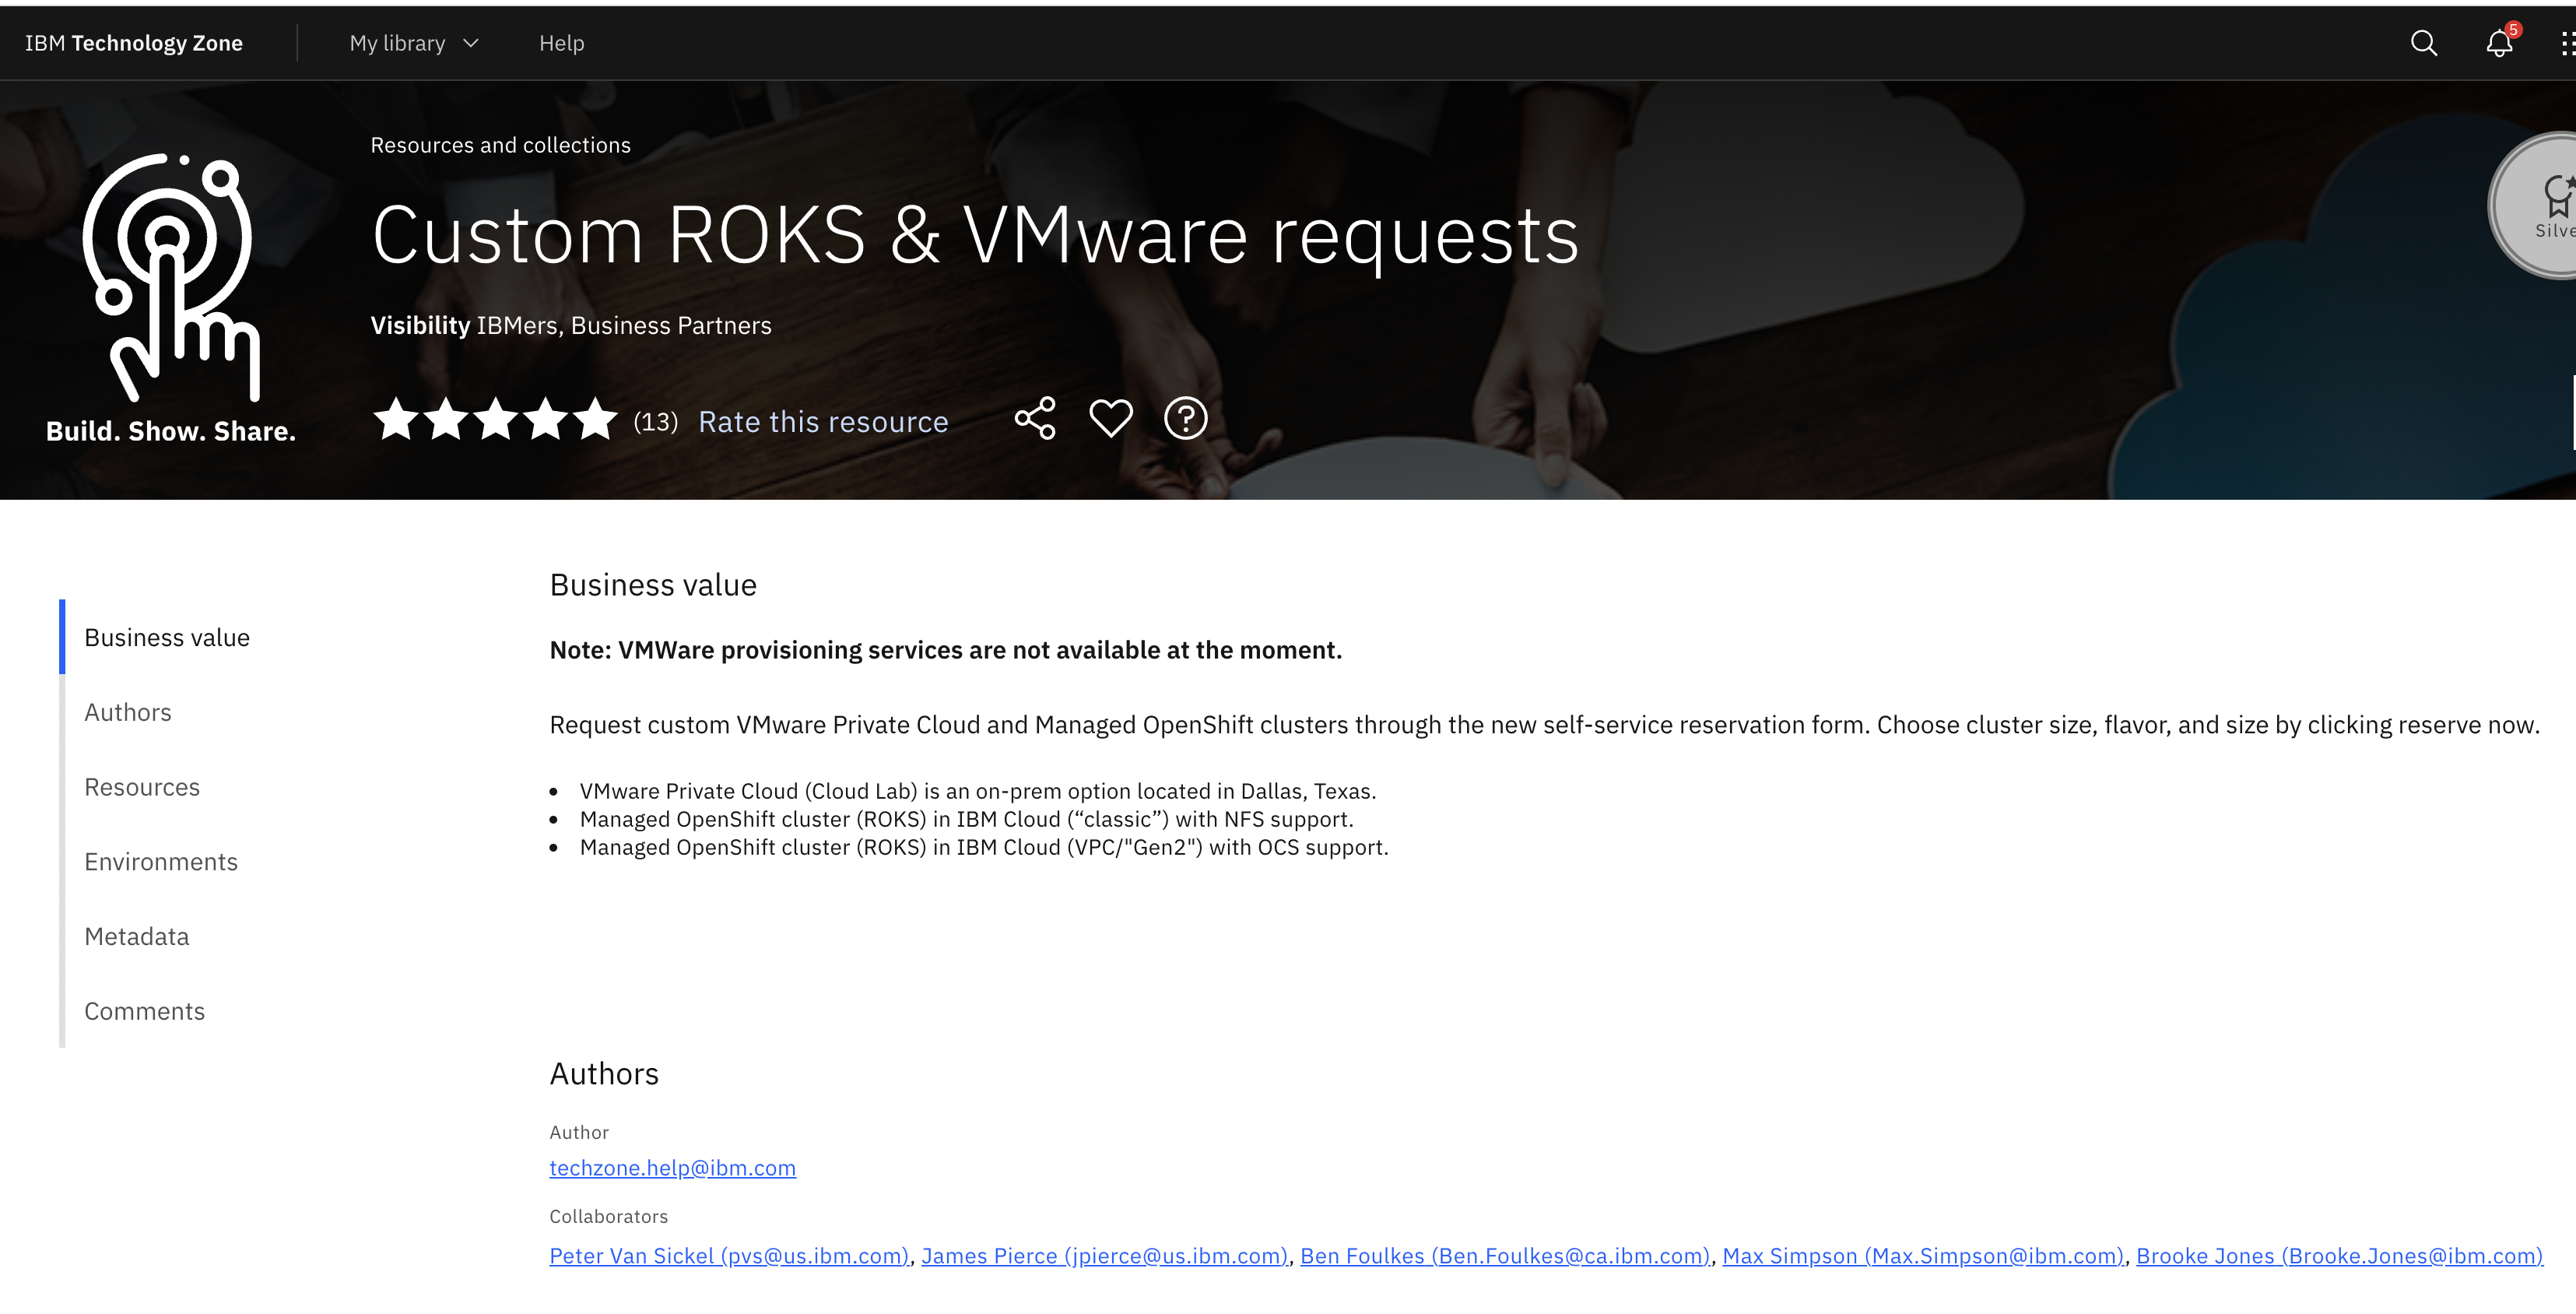 IBM Technology Zone
My library
Help
5
Resources and collections
Custom ROKS & VMware requests
Visibility IBMers, Business Partners
(13) Rate this resource
Build. Show. Share.
Business value
Authors
Resources
Environments
Metadata
Comments
Business value
Note: VMWare provisioning services are not available at the moment.
Request custom VMware Private Cloud and Managed OpenShift clusters through the new self-service reservation form. Choose cluster size, flavor, and size by clicking reserve now.
• VMware Private Cloud (Cloud Lab) is an on-prem option located in Dallas, Texas.
• Managed OpenShift cluster (ROKS) in IBM Cloud (“classic”) with NFS support.
• Managed OpenShift cluster (ROKS) in IBM Cloud (VPC/"Gen2") with OCS support.
Authors
Author
techzone.help@ibm.com
Collaborators
Peter Van Sickel (pvs@us.ibm.com), James Pierce (jpierce@us.ibm.com), Ben Foulkes (Ben.Foulkes@ca.ibm.com), Max Simpson (Max.Simpson@ibm.com), Brooke Jones (Brooke.Jones@ibm.com)